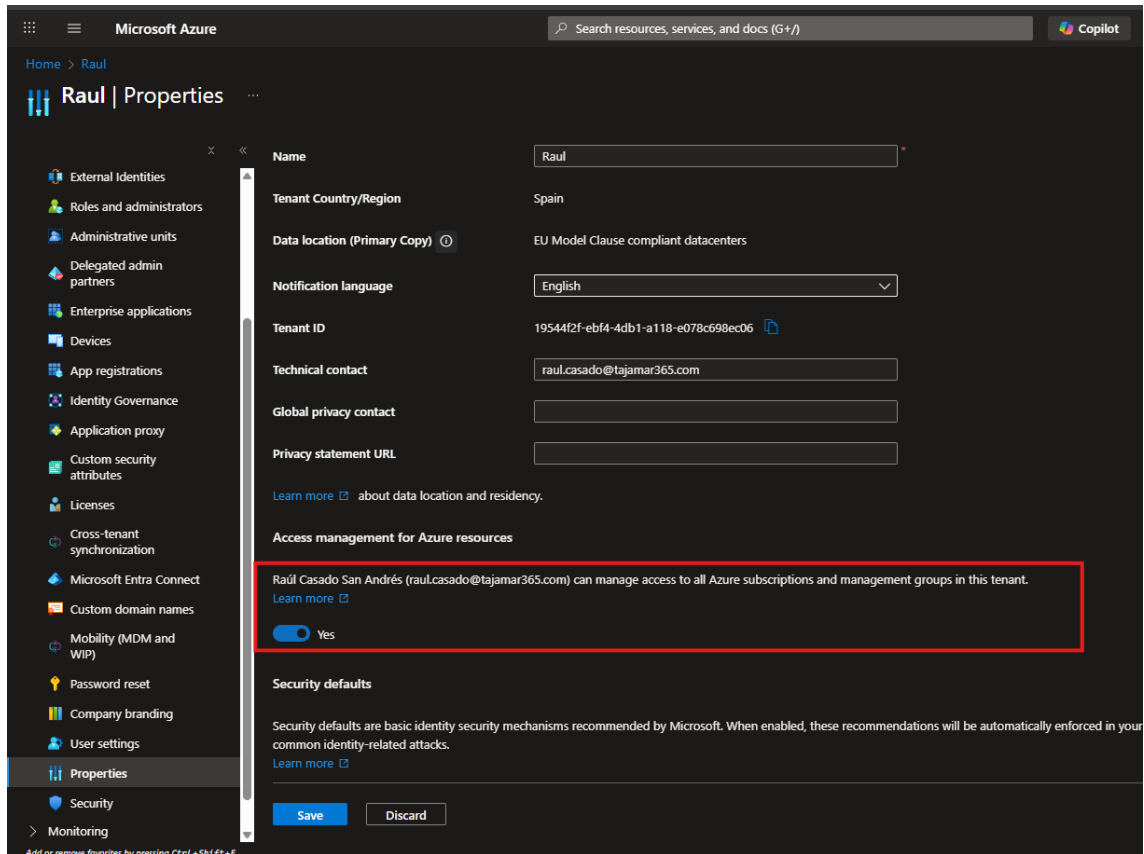 Microsoft Azure
Search resources, services, and docs (G+/)
Copilot
Home > Raul
Raul | Properties ...
External Identities
Roles and administrators
Administrative units
Delegated admin
partners
Enterprise applications
Devices
App registrations
Identity Governance
Application proxy
Custom security
attributes
Licenses
Cross-tenant
synchronization
Microsoft Entra Connect
Custom domain names
Mobility (MDM and
WIP)
Password reset
Company branding
User settings
Properties
Security
Monitoring
Add or remove favorites by pressing Ctrl+Shift+F
Name
Raul *
Tenant Country/Region
Spain
Data location (Primary Copy)
EU Model Clause compliant datacenters
Notification language
English
Tenant ID
19544f2f-ebf4-4db1-a118-e078c698ec06
Technical contact
raul.casado@tajamar365.com
Global privacy contact
Privacy statement URL
Learn more about data location and residency.
Access management for Azure resources
Raúl Casado San Andrés (raul.casado@tajamar365.com) can manage access to all Azure subscriptions and management groups in this tenant.
Learn more
Yes
Security defaults
Security defaults are basic identity security mechanisms recommended by Microsoft. When enabled, these recommendations will be automatically enforced in your
common identity-related attacks.
Learn more
Save
Discard